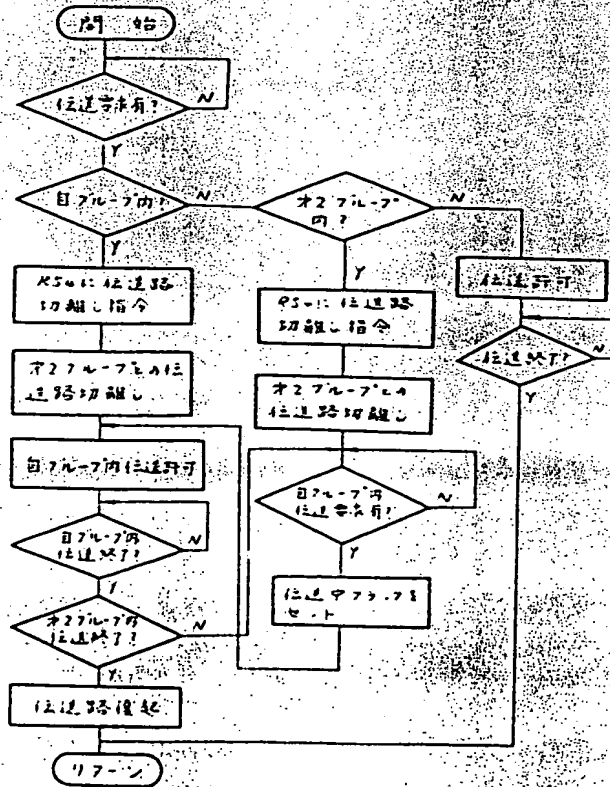 開始
伝送要求有?
N
Y
自グループ内?
N
Y
オ2グループ
内?
N
Y
RSWに伝送路
切離し指令
RSWに伝送路
切離し指令
伝送許可
オ2グループとの伝
送路切離し
オ2グループとの
伝送路切離し
伝送終了?
N
Y
自グループ内伝送許可
自グループ内
伝送要求有?
N
Y
自グループ内
伝送終了?
N
Y
伝送中フラッグを
セット
オ2グループ内
伝送終了?
N
Y
伝送路復起
リターン